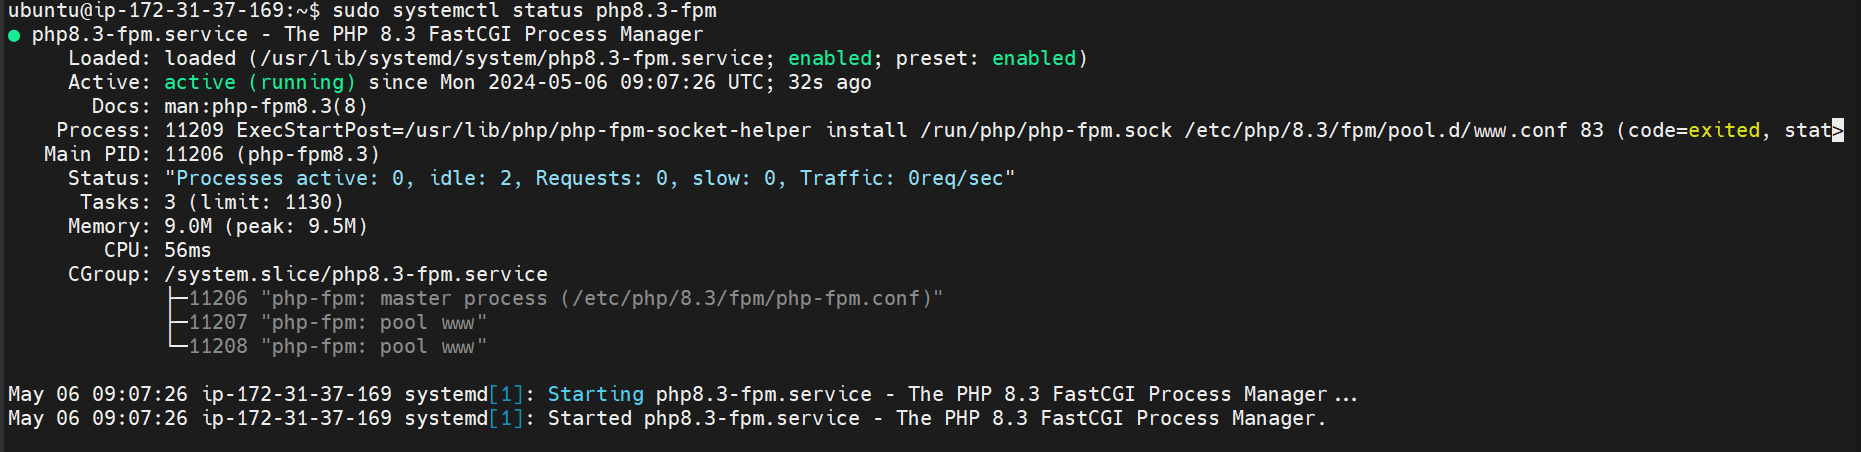 ubuntu@ip-172-31-37-169:~$ sudo systemctl status php8.3-fpm
● php8.3-fpm.service - The PHP 8.3 FastCGI Process Manager
     Loaded: loaded (/usr/lib/systemd/system/php8.3-fpm.service; enabled; preset: enabled)
     Active: active (running) since Mon 2024-05-06 09:07:26 UTC; 32s ago
       Docs: man:php-fpm8.3(8)
    Process: 11209 ExecStartPost=/usr/lib/php/php-fpm-socket-helper install /run/php/php-fpm.sock /etc/php/8.3/fpm/pool.d/www.conf 83 (code=exited, stat>
   Main PID: 11206 (php-fpm8.3)
     Status: "Processes active: 0, idle: 2, Requests: 0, slow: 0, Traffic: 0req/sec"
      Tasks: 3 (limit: 1130)
     Memory: 9.0M (peak: 9.5M)
        CPU: 56ms
     CGroup: /system.slice/php8.3-fpm.service
             ├─11206 "php-fpm: master process (/etc/php/8.3/fpm/php-fpm.conf)"
             ├─11207 "php-fpm: pool www"
             └─11208 "php-fpm: pool www"

May 06 09:07:26 ip-172-31-37-169 systemd[1]: Starting php8.3-fpm.service - The PHP 8.3 FastCGI Process Manager...
May 06 09:07:26 ip-172-31-37-169 systemd[1]: Started php8.3-fpm.service - The PHP 8.3 FastCGI Process Manager.